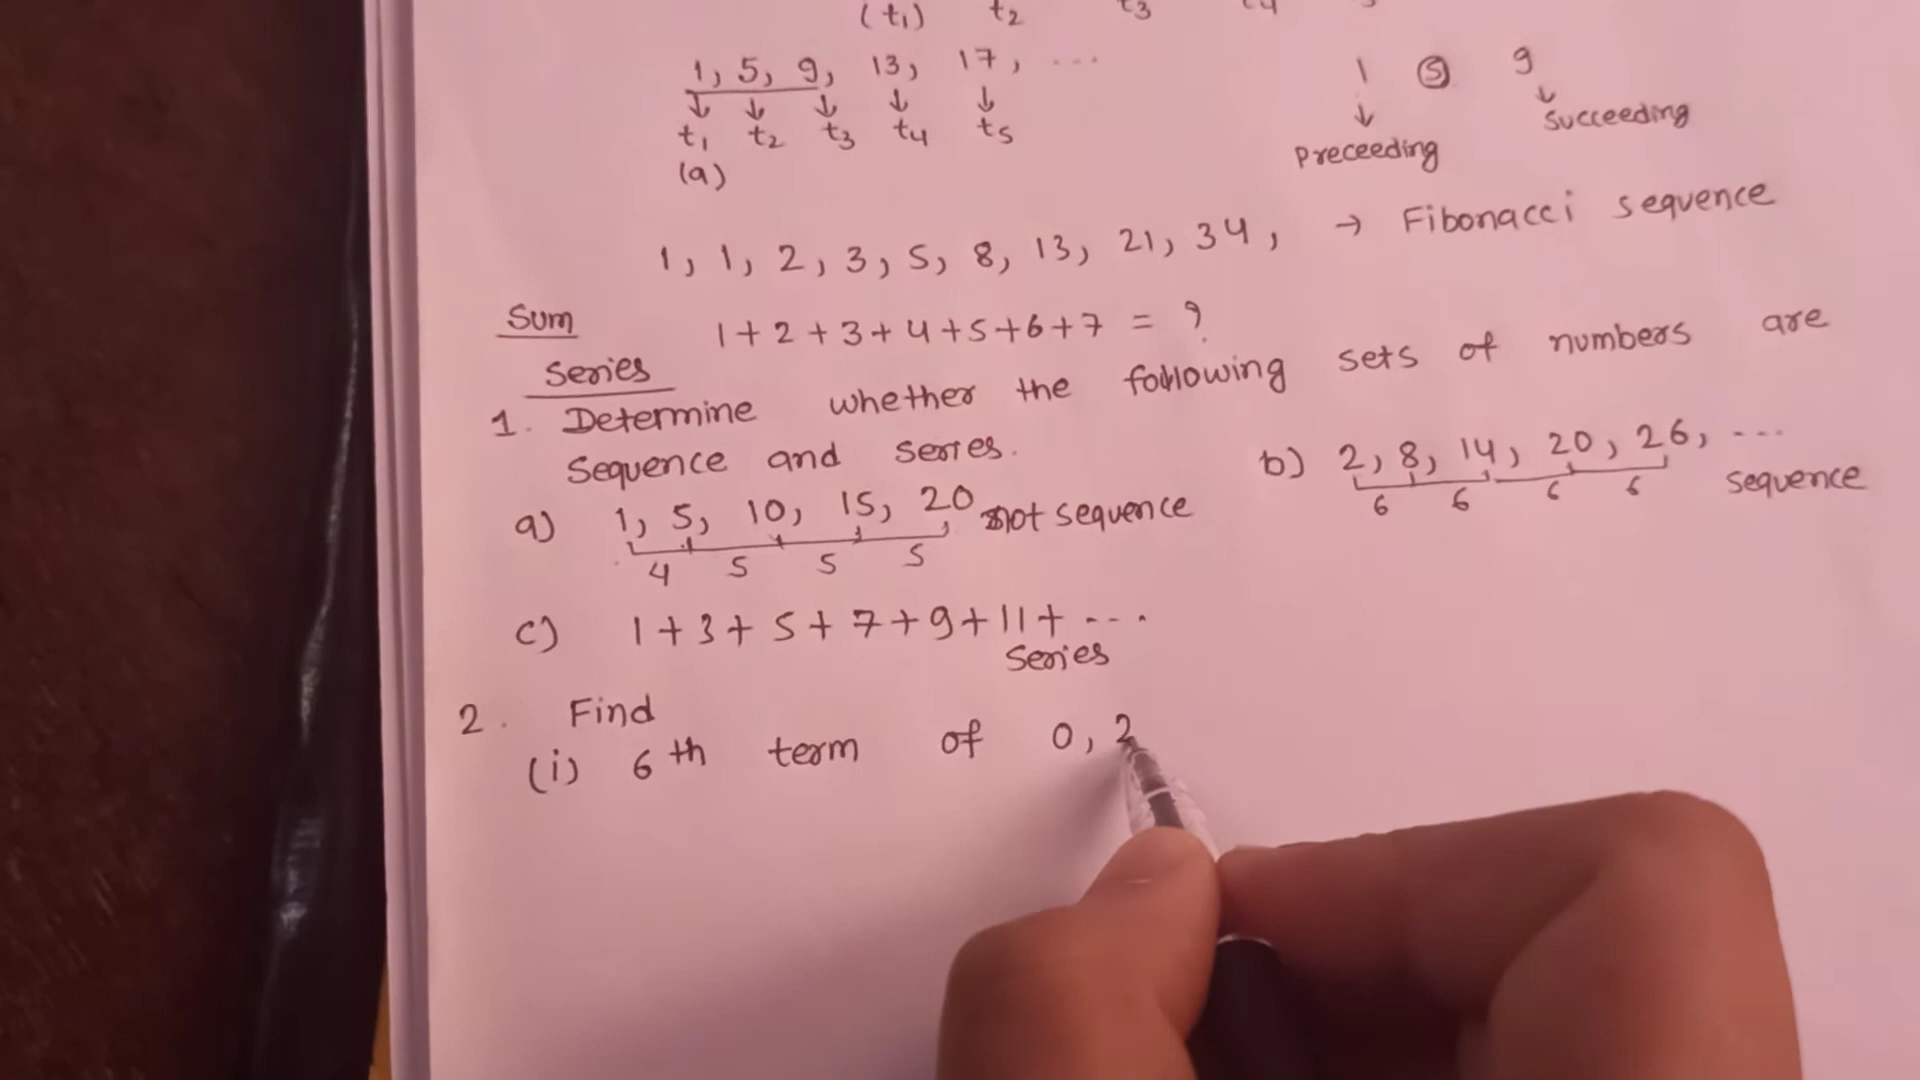 (t₁) t₂ t₃ t₄
1, 5, 9, 13, 17, ...
↓ ↓ ↓ ↓ ↓
t₁ t₂ t₃ t₄ t₅
(a)
1 5 9
↓ ↓
Preceeding Succeeding
1, 1, 2, 3, 5, 8, 13, 21, 34, → Fibonacci sequence
Sum 1+2+3+4+5+6+7 = ?
Series
1. Determine whether the following sets of numbers are
Sequence and series.
a) 1, 5, 10, 15, 20 not sequence
4 5 5 5
b) 2, 8, 14, 20, 26, ...
6 6 6 6 sequence
c) 1+3+5+7+9+11+ ...
Series
2. Find
(i) 6th term of 0, 2